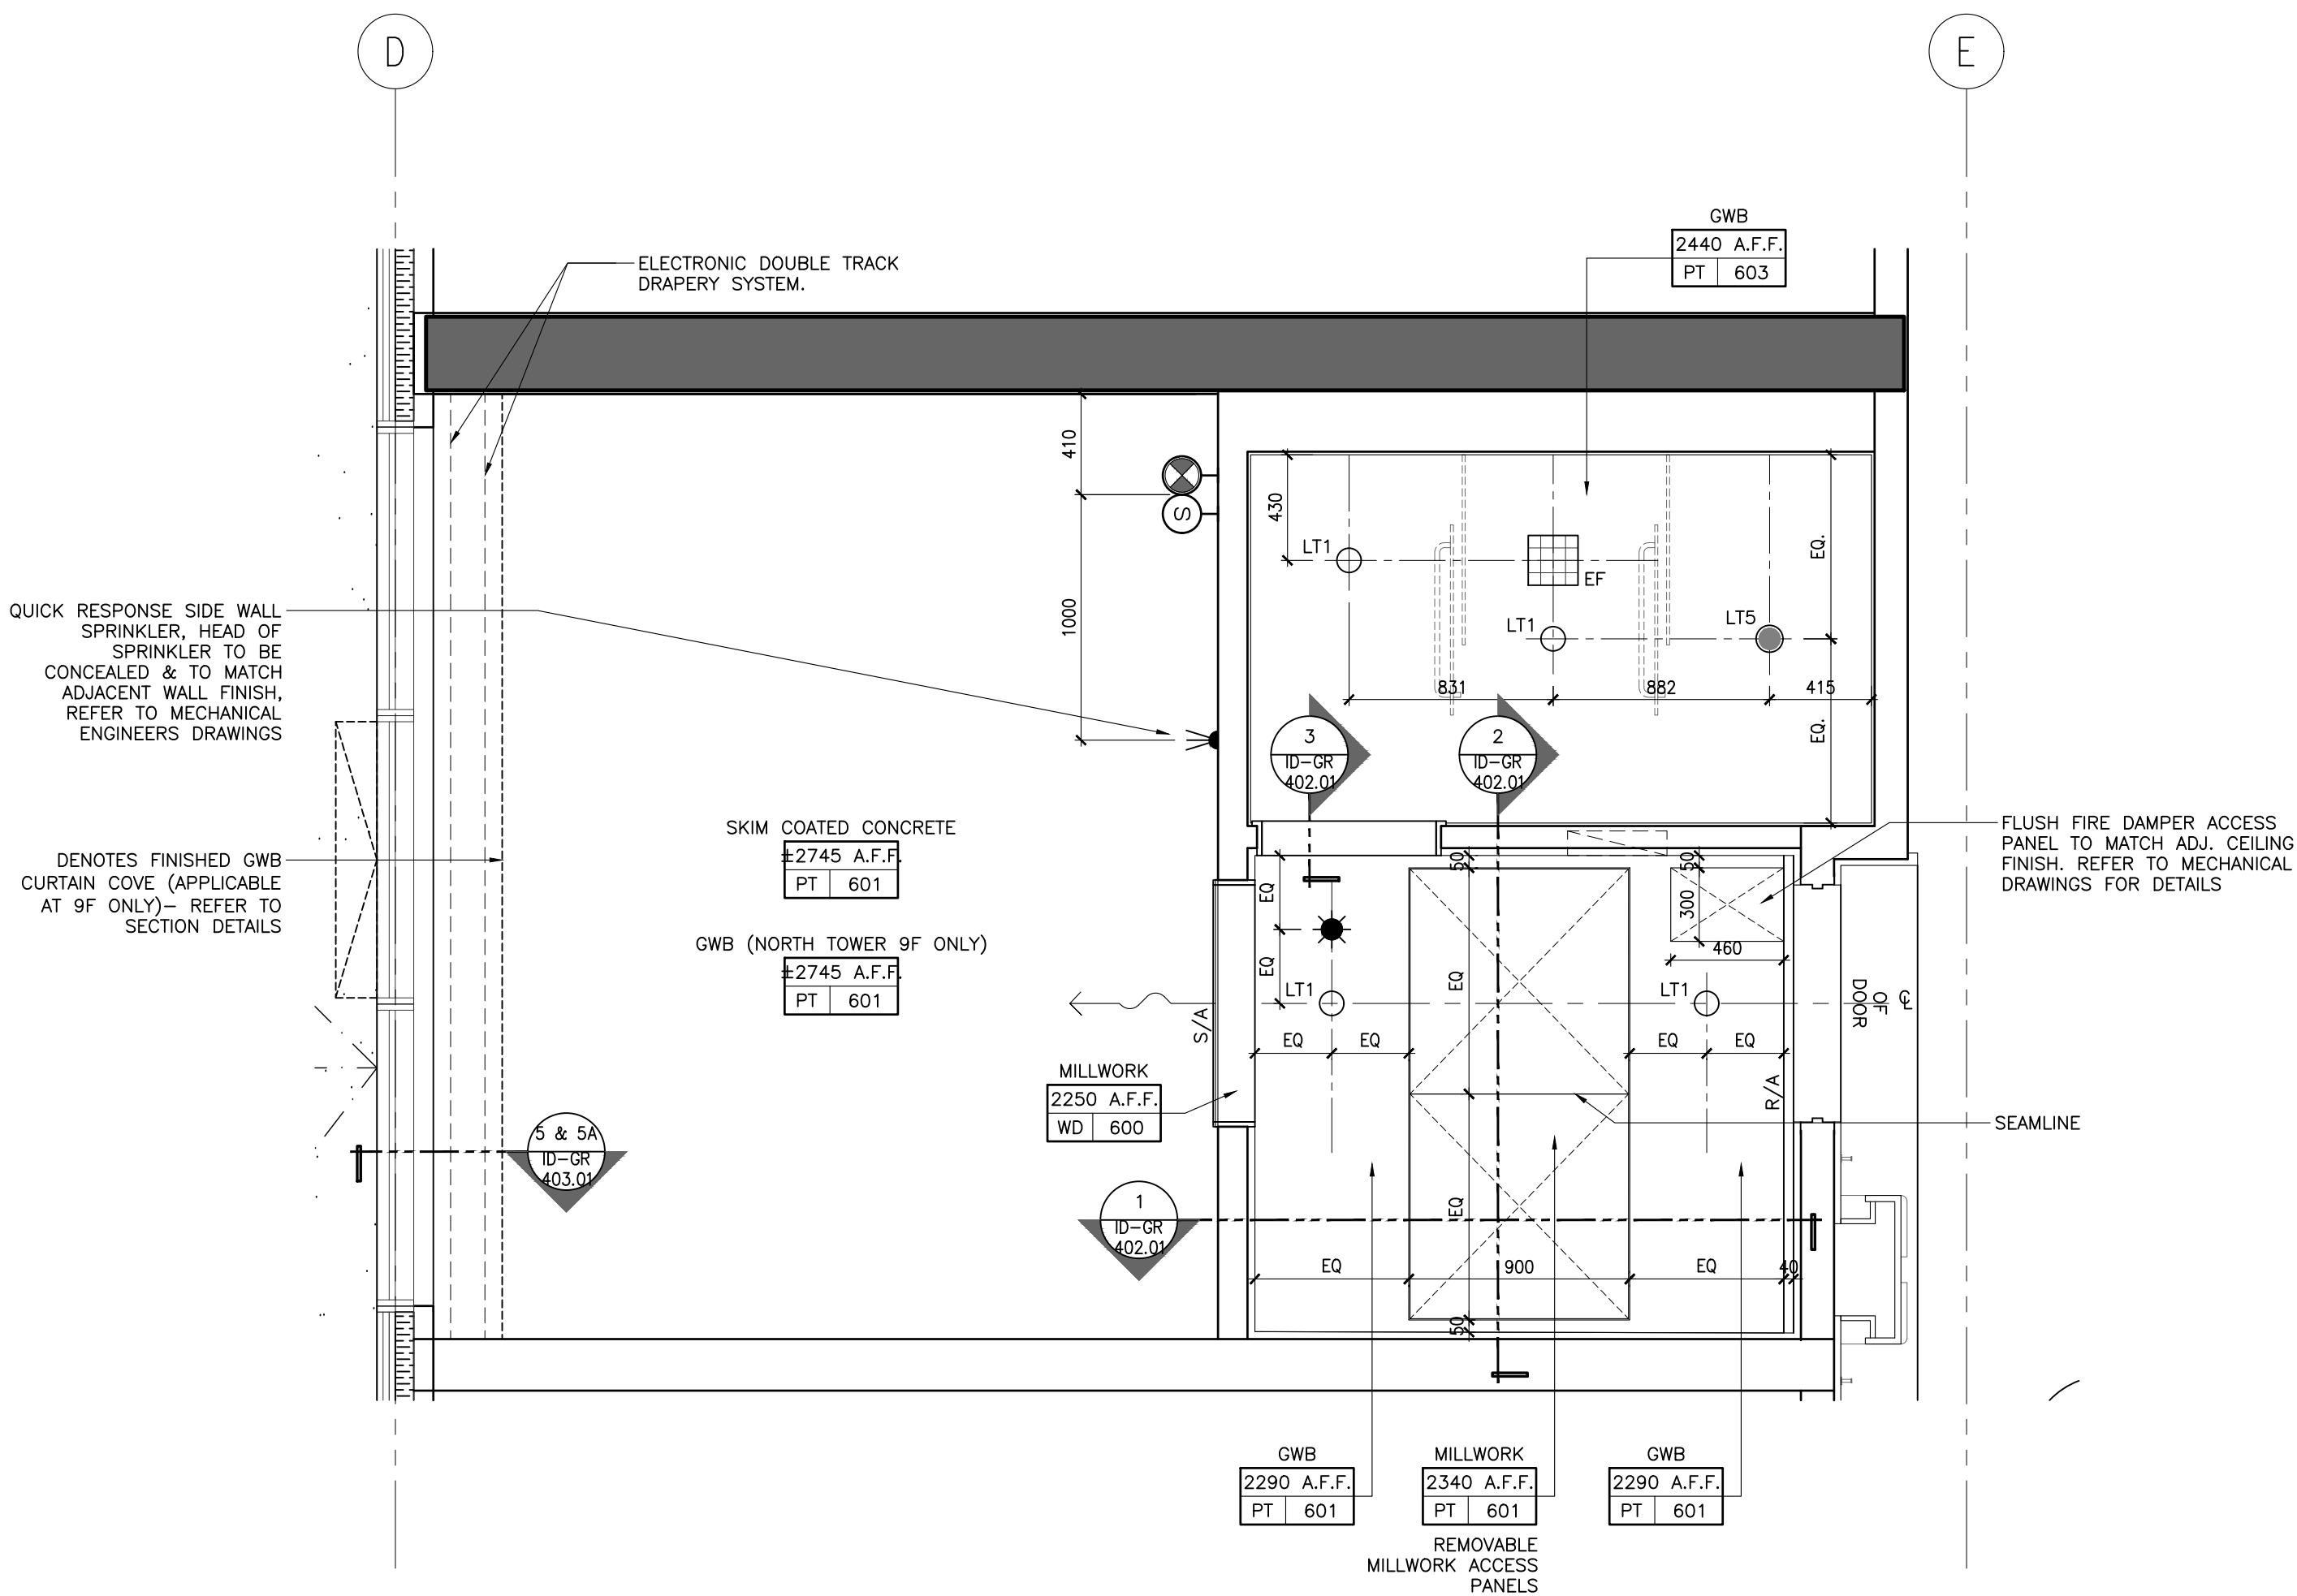 D
E
GWB
2440 A.F.F.
PT 603
ELECTRONIC DOUBLE TRACK
DRAPERY SYSTEM.
410
1000
S
430
LT1
EF
LT1
LT5
EQ.
EQ.
831
882
415
QUICK RESPONSE SIDE WALL
SPRINKLER, HEAD OF
SPRINKLER TO BE
CONCEALED & TO MATCH
ADJACENT WALL FINISH,
REFER TO MECHANICAL
ENGINEERS DRAWINGS
3
ID-GR
402.01
2
ID-GR
402.01
SKIM COATED CONCRETE
±2745 A.F.F.
PT 601
GWB (NORTH TOWER 9F ONLY)
±2745 A.F.F.
PT 601
DENOTES FINISHED GWB
CURTAIN COVE (APPLICABLE
AT 9F ONLY)- REFER TO
SECTION DETAILS
FLUSH FIRE DAMPER ACCESS
PANEL TO MATCH ADJ. CEILING
FINISH. REFER TO MECHANICAL
DRAWINGS FOR DETAILS
50
50
EQ
EQ
300
460
EQ
LT1
LT1
S/A
EQ
EQ
EQ
EQ
R/A
℄
OF
DOOR
MILLWORK
2250 A.F.F.
WD 600
SEAMLINE
5 & 5A
ID-GR
403.01
1
ID-GR
402.01
EQ
EQ
900
EQ
40
50
GWB
2290 A.F.F.
PT 601
MILLWORK
2340 A.F.F.
PT 601
REMOVABLE
MILLWORK ACCESS
PANELS
GWB
2290 A.F.F.
PT 601